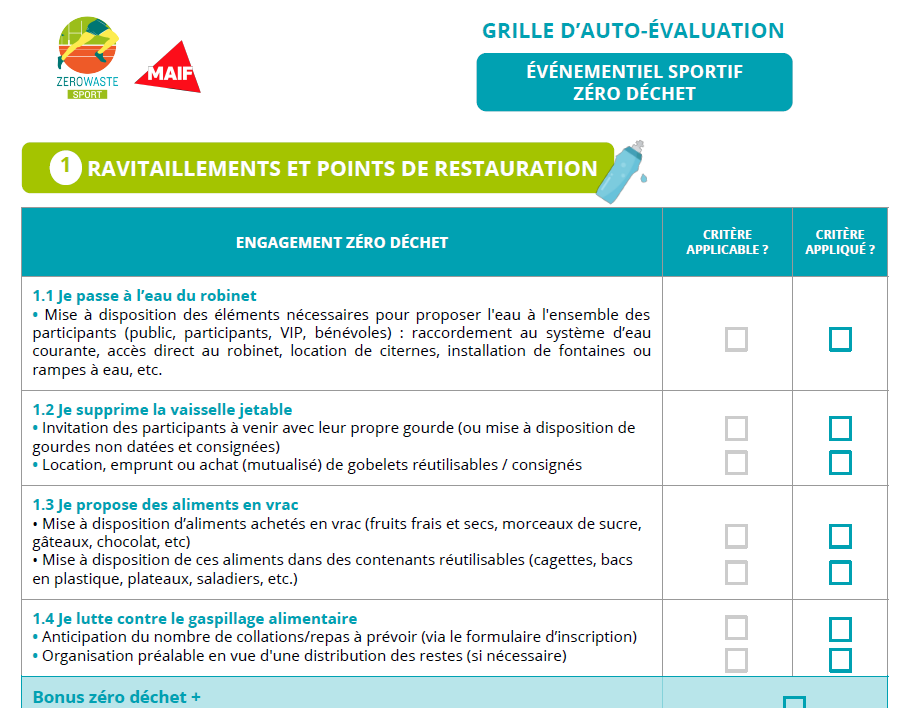 ZEROWASTE
SPORT
MAIF
GRILLE D’AUTO-ÉVALUATION
ÉVÉNEMENTIEL SPORTIF
ZÉRO DÉCHET
1 RAVITAILLEMENTS ET POINTS DE RESTAURATION
ENGAGEMENT ZÉRO DÉCHET
CRITÈRE
APPLICABLE ?
CRITÈRE
APPLIQUÉ ?
1.1 Je passe à l’eau du robinet
• Mise à disposition des éléments nécessaires pour proposer l'eau à l'ensemble des
participants (public, participants, VIP, bénévoles) : raccordement au système d’eau
courante, accès direct au robinet, location de citernes, installation de fontaines ou
rampes à eau, etc.
1.2 Je supprime la vaisselle jetable
• Invitation des participants à venir avec leur propre gourde (ou mise à disposition de
gourdes non datées et consignées)
• Location, emprunt ou achat (mutualisé) de gobelets réutilisables / consignés
1.3 Je propose des aliments en vrac
• Mise à disposition d’aliments achetés en vrac (fruits frais et secs, morceaux de sucre,
gâteaux, chocolat, etc)
• Mise à disposition de ces aliments dans des contenants réutilisables (cagettes, bacs
en plastique, plateaux, saladiers, etc.)
1.4 Je lutte contre le gaspillage alimentaire
• Anticipation du nombre de collations/repas à prévoir (via le formulaire d’inscription)
• Organisation préalable en vue d'une distribution des restes (si nécessaire)
Bonus zéro déchet +